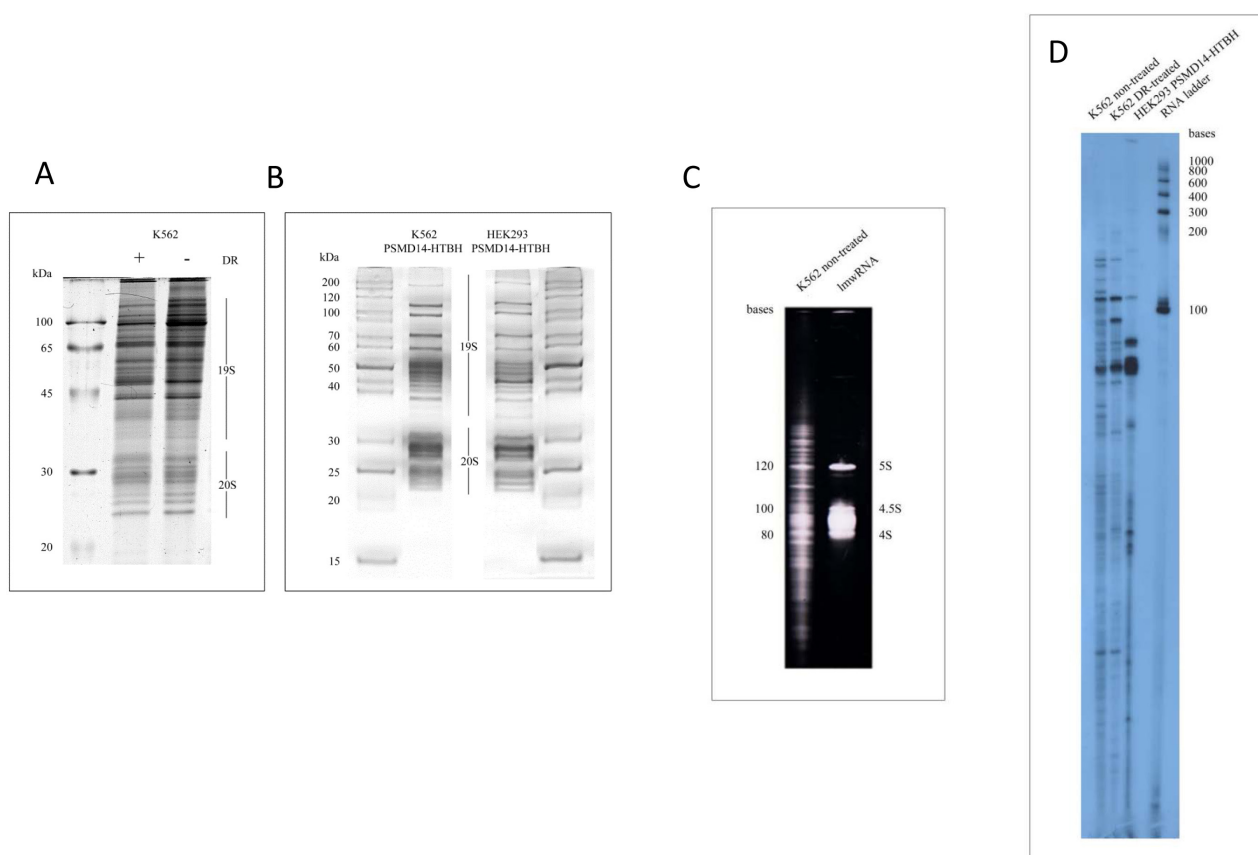 A
K562
+ - DR
kDa
100
65
45
30
20
19S
20S
B
K562 HEK293
PSMD14-HTBH PSMD14-HTBH
kDa
200
120
100
70
60
50
40
30
25
20
15
19S
20S
C
K562 non-treated
lmwRNA
bases
120 5S
100 4.5S
80 4S
D
K562 non-treated
K562 DR-treated
HEK293 PSMD14-HTBH
RNA ladder
bases
1000
800
600
400
300
200
100